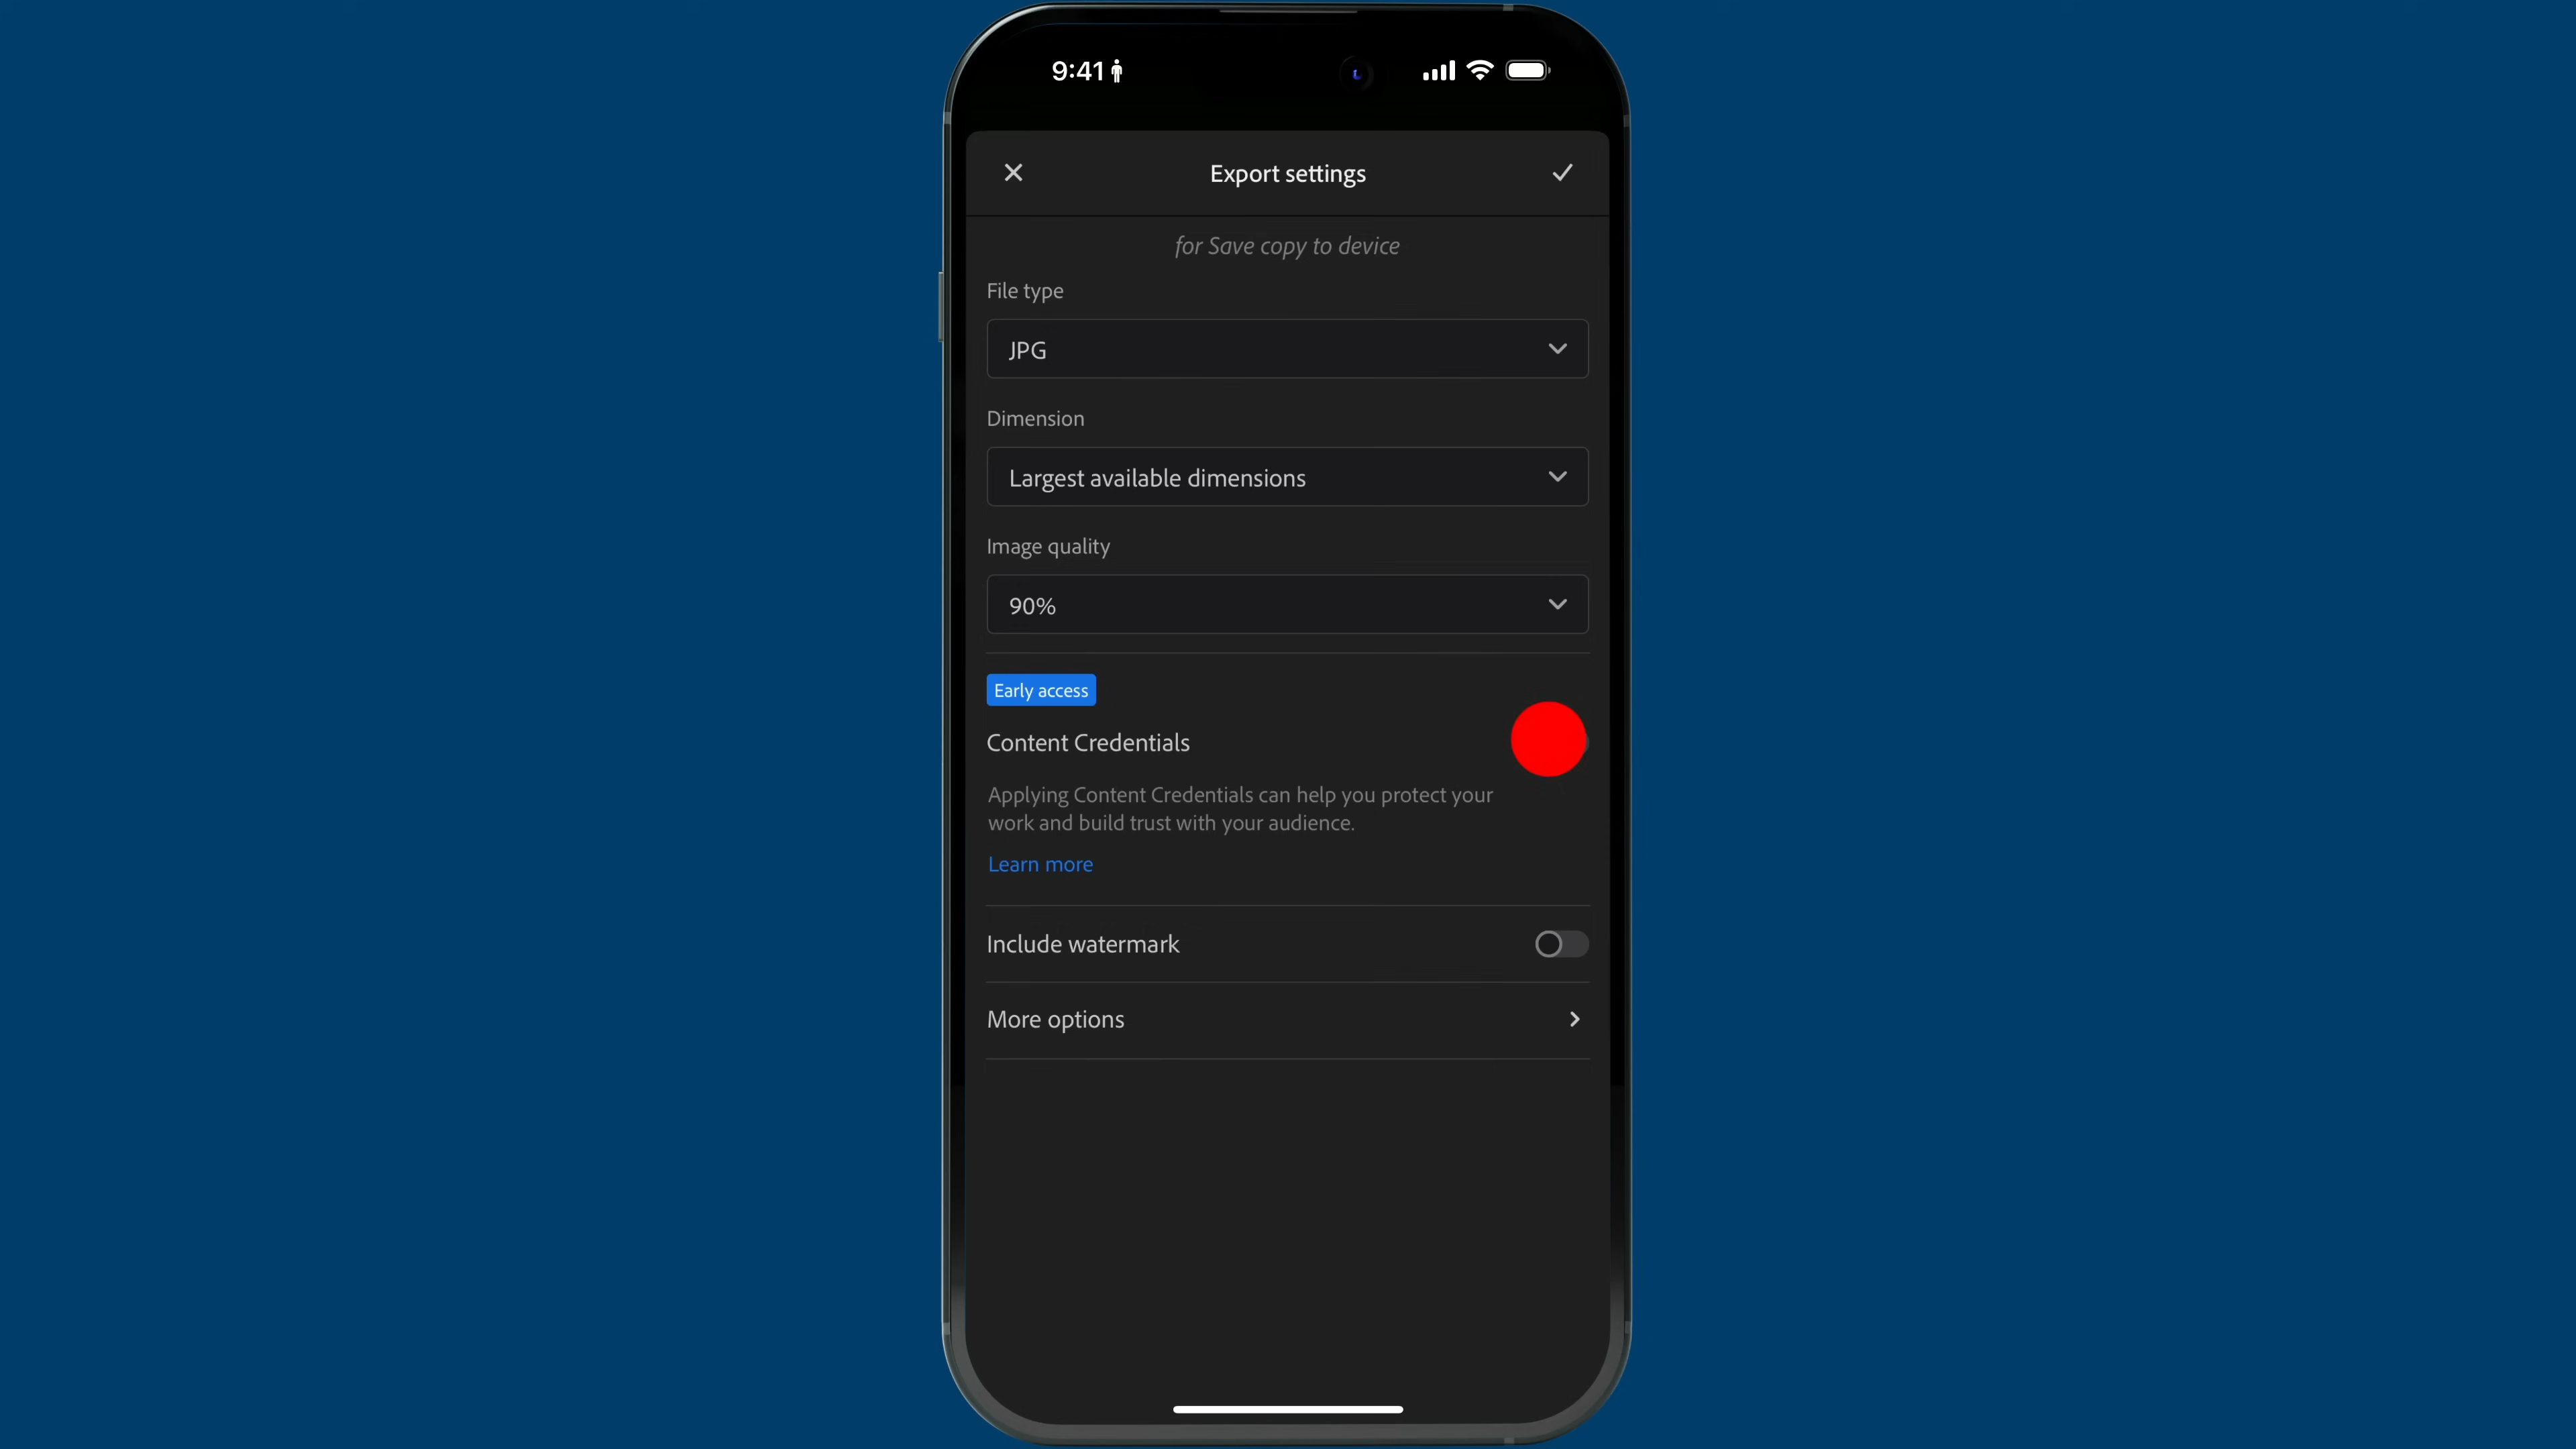 9:41
Export settings
for Save copy to device
File type
JPG
Dimension
Largest available dimensions
Image quality
90%
Early access
Content Credentials
Applying Content Credentials can help you protect your
work and build trust with your audience.
Learn more
Include watermark
More options